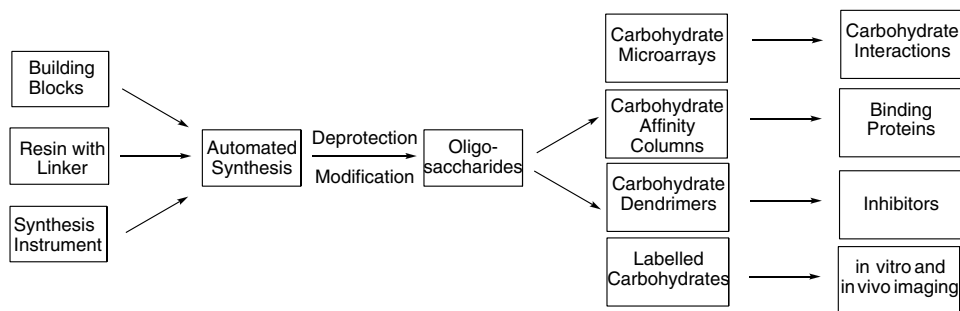 Building
Blocks
Resin with
Linker
Synthesis
Instrument
Automated
Synthesis
Deprotection
Modification
Oligo-
saccharides
Carbohydrate
Microarrays
Carbohydrate
Affinity
Columns
Carbohydrate
Dendrimers
Labelled
Carbohydrates
Carbohydrate
Interactions
Binding
Proteins
Inhibitors
in vitro and
in vivo imaging